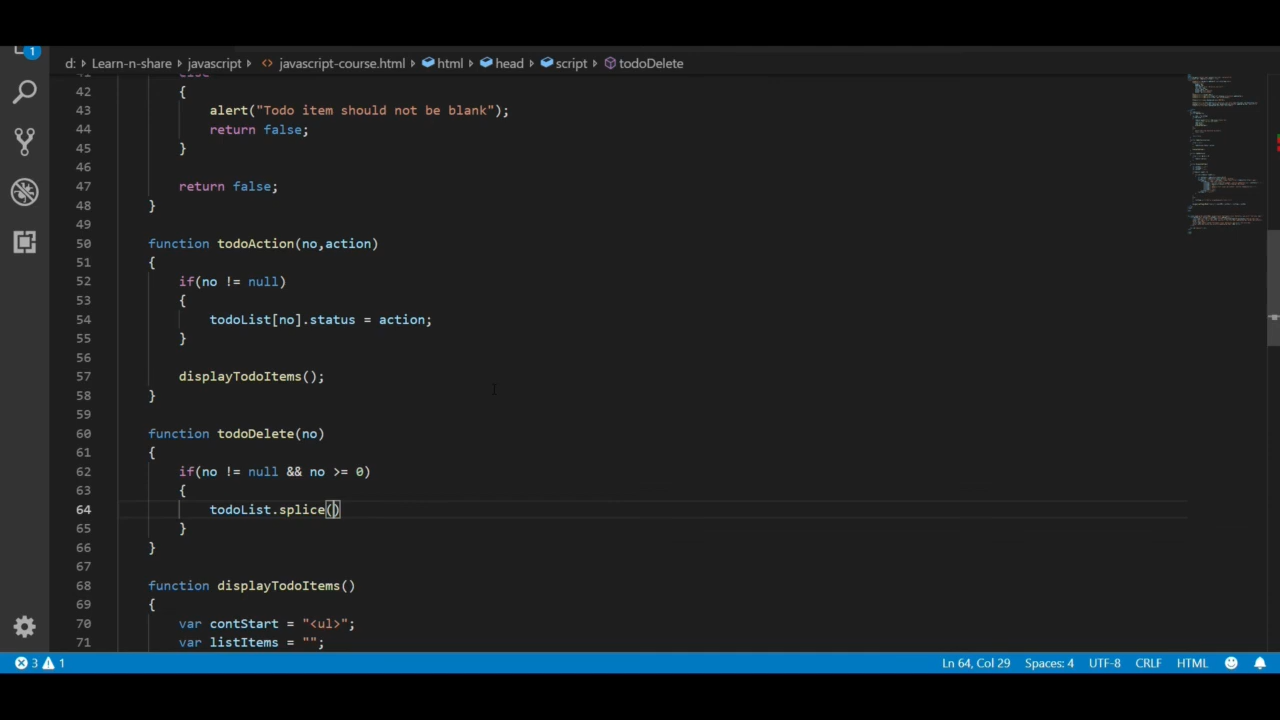 1
d: > Learn-n-share > javascript > <> javascript-course.html > html > head > script > todoDelete
41 else
42 {
43 alert("Todo item should not be blank");
44 return false;
45 }
46
47 return false;
48 }
49
50 function todoAction(no,action)
51 {
52 if(no != null)
53 {
54 todoList[no].status = action;
55 }
56
57 displayTodoItems();
58 }
59
60 function todoDelete(no)
61 {
62 if(no != null && no >= 0)
63 {
64 todoList.splice()
65 }
66 }
67
68 function displayTodoItems()
69 {
70 var contStart = "<ul>";
71 var listItems = "";
3 1 Ln 64, Col 29 Spaces: 4 UTF-8 CRLF HTML